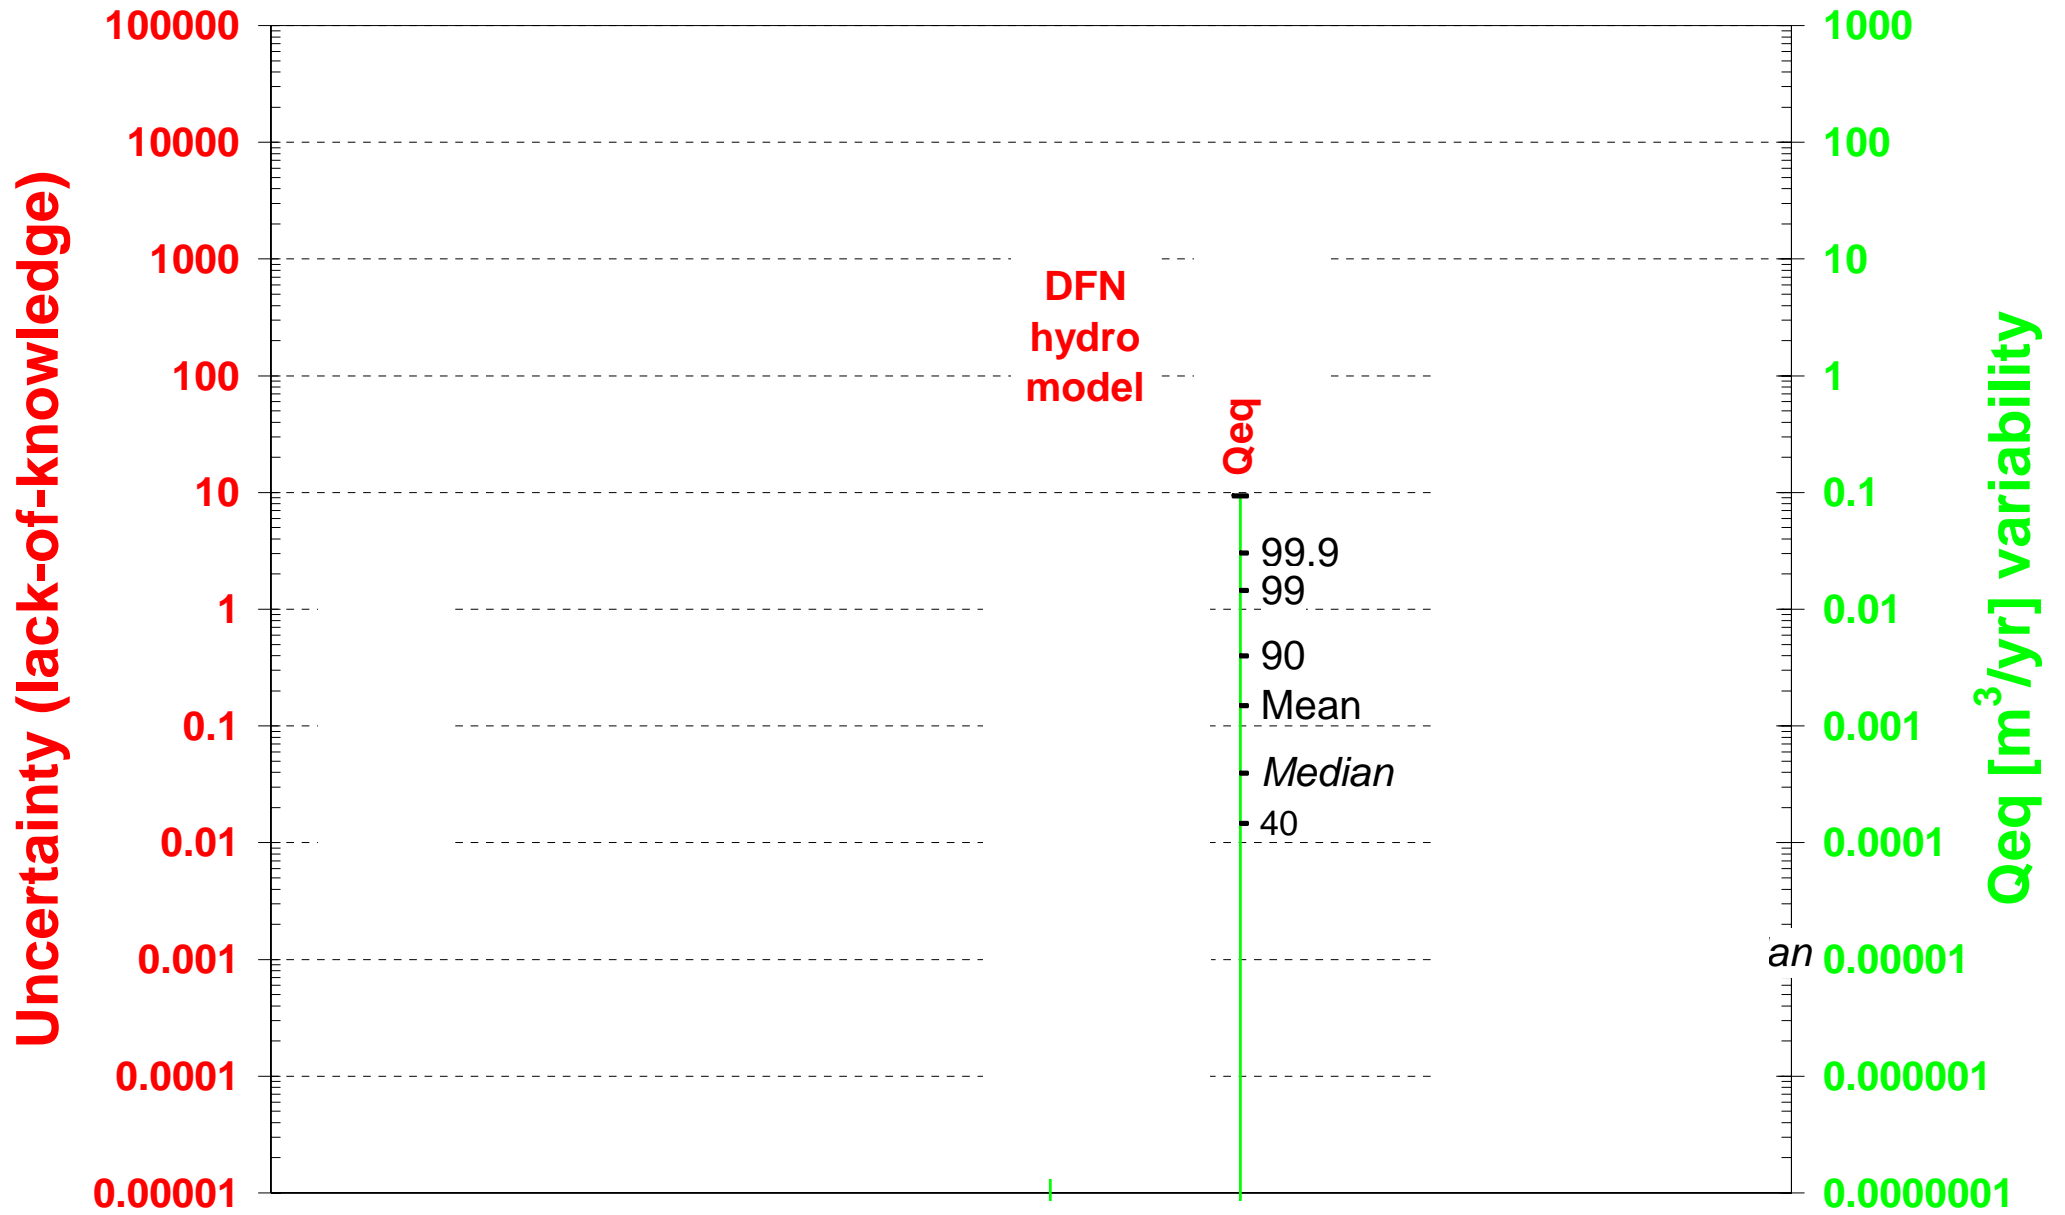 Uncertainty (lack-of-knowledge)
100000
10000
1000
100
10
1
0.1
0.01
0.001
0.0001
0.00001
DFN
hydro
model
Qeq
99.9
99
90
Mean
Median
40
an
1000
100
10
1
0.1
0.01
0.001
0.0001
0.00001
0.000001
0.0000001
Qeq [m³/yr] variability